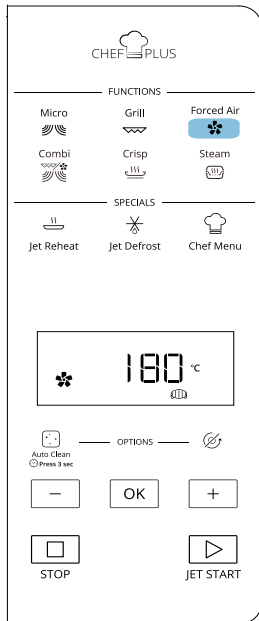 CHEF PLUS
FUNCTIONS
Micro Grill Forced Air
Combi Crisp Steam
SPECIALS
Jet Reheat Jet Defrost Chef Menu
180 °C
Auto Clean
Press 3 sec
OPTIONS
− OK +
STOP JET START